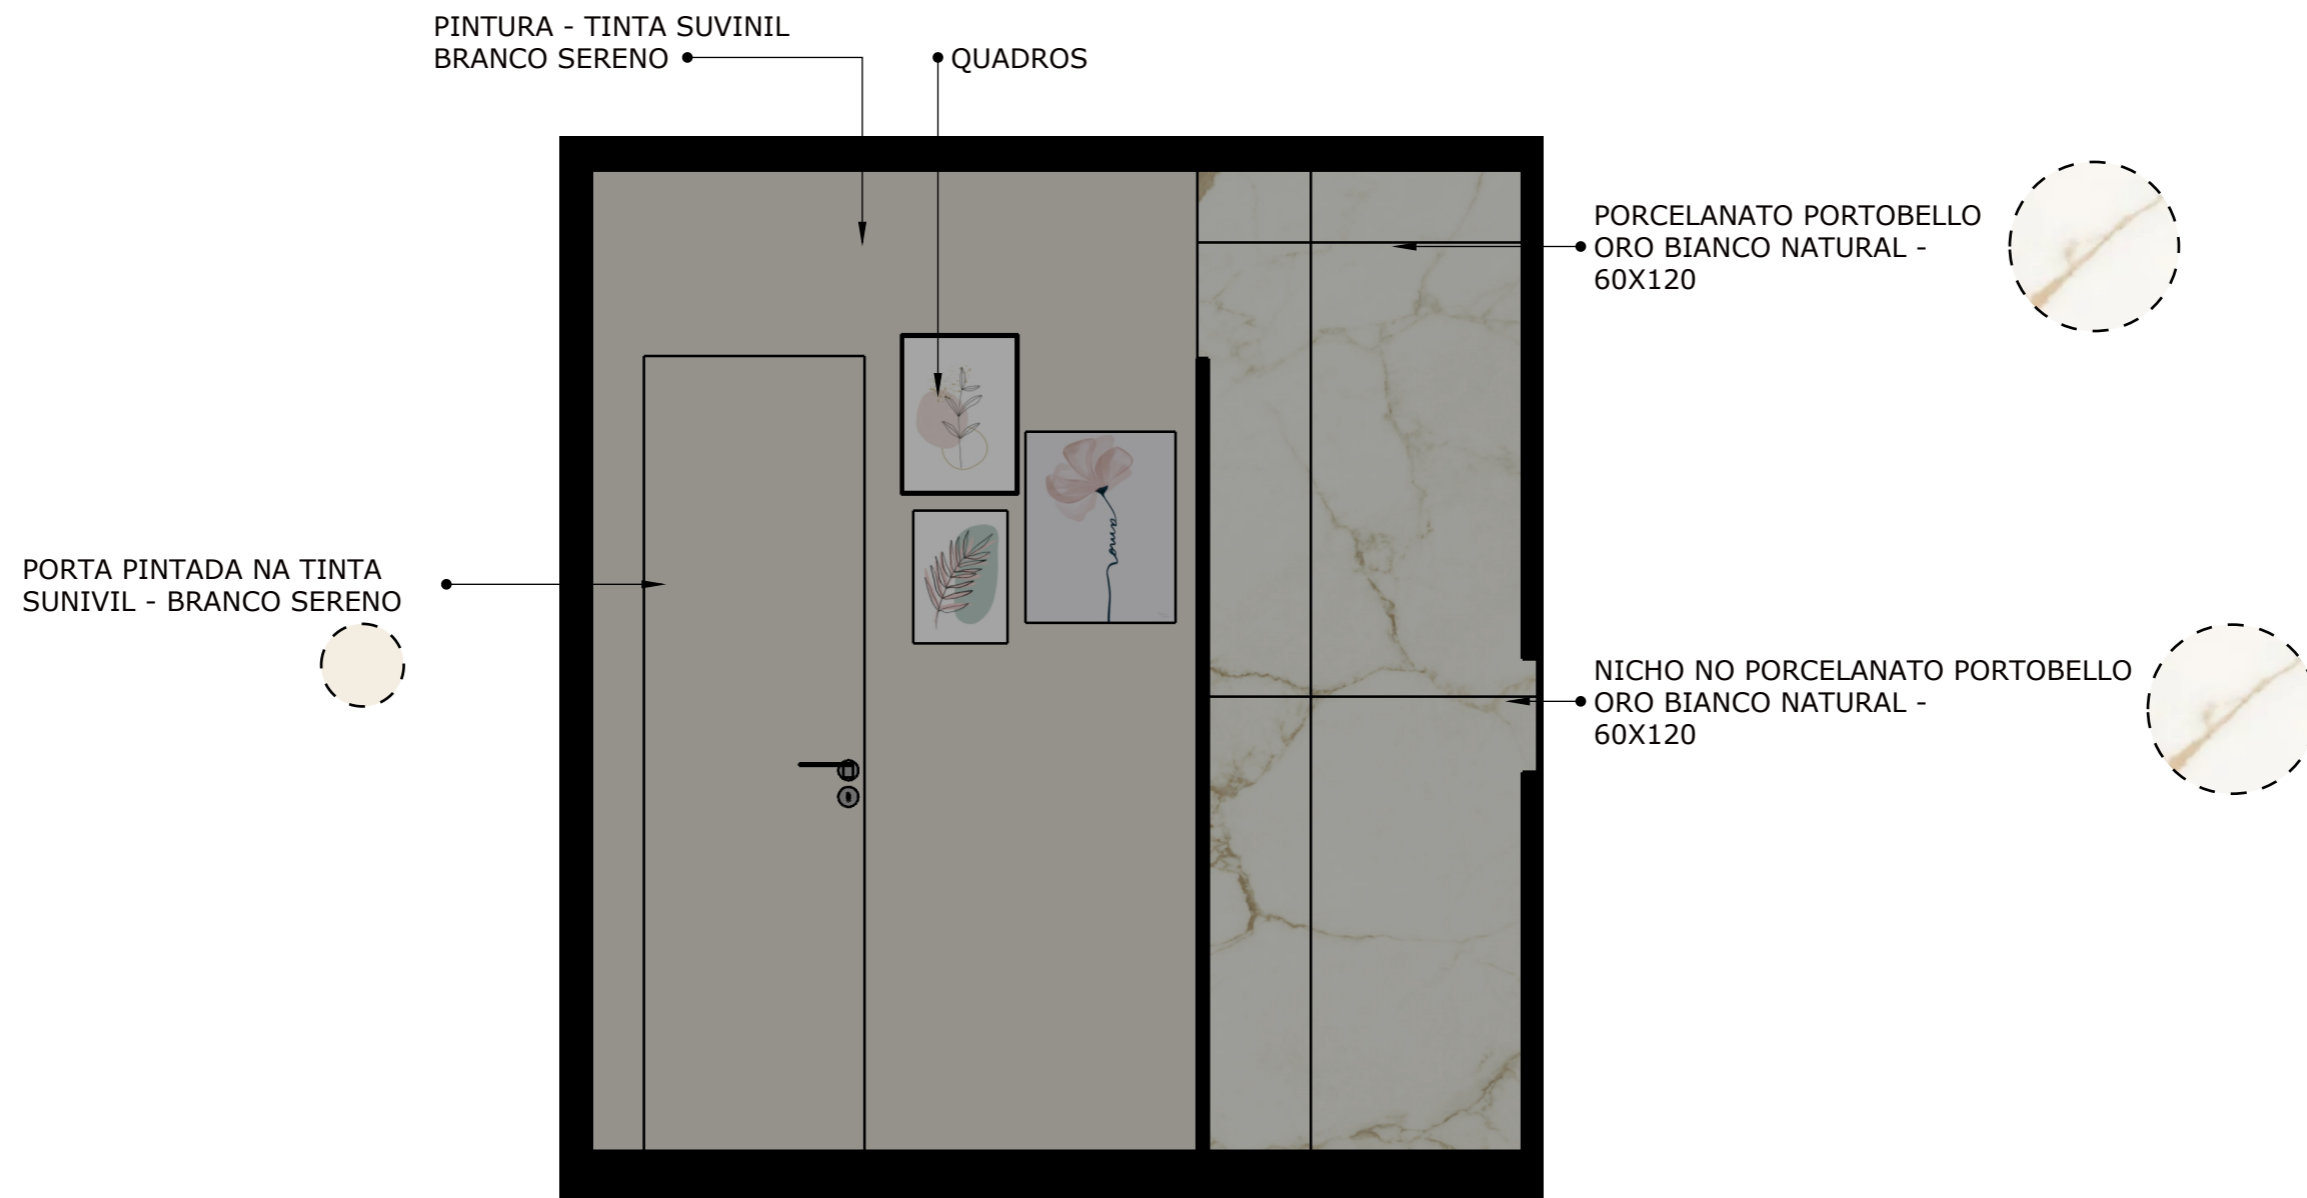 PINTURA - TINTA SUVINIL
BRANCO SERENO
QUADROS
PORCELANATO PORTOBELLO
ORO BIANCO NATURAL -
60X120
amor
PORTA PINTADA NA TINTA
SUNIVIL - BRANCO SERENO
NICHO NO PORCELANATO PORTOBELLO
ORO BIANCO NATURAL -
60X120